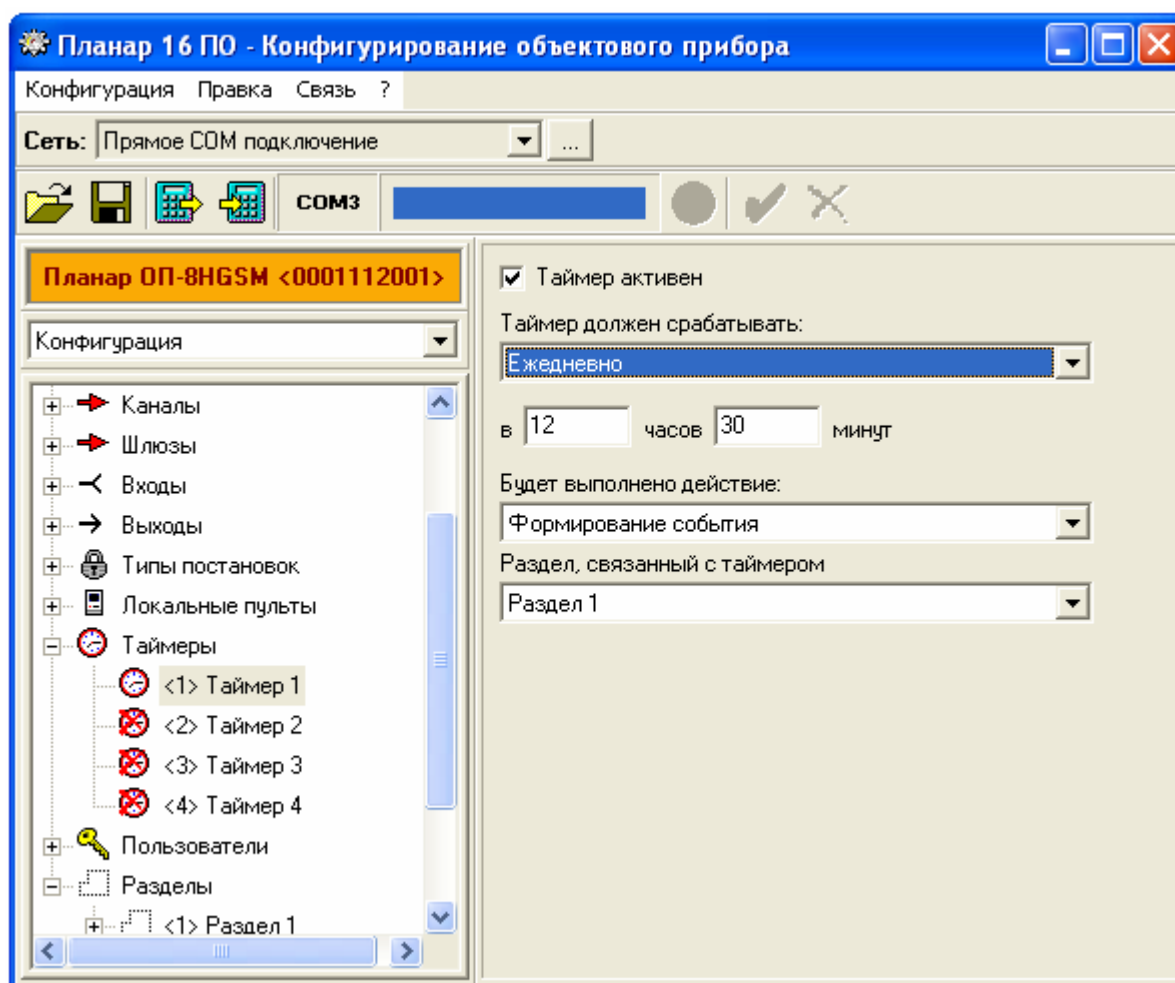 Планар 16 ПО - Конфигурирование объектового прибора
Конфигурация Правка Связь ?
Сеть: Прямое COM подключение ...
COM3
Планар ОП-8HGSM <0001112001>
Конфигурация
Каналы
Шлюзы
Входы
Выходы
Типы постановок
Локальные пульты
Таймеры
<1> Таймер 1
<2> Таймер 2
<3> Таймер 3
<4> Таймер 4
Пользователи
Разделы
<1> Раздел 1
Таймер активен
Таймер должен срабатывать:
Ежедневно
в 12 часов 30 минут
Будет выполнено действие:
Формирование события
Раздел, связанный с таймером
Раздел 1